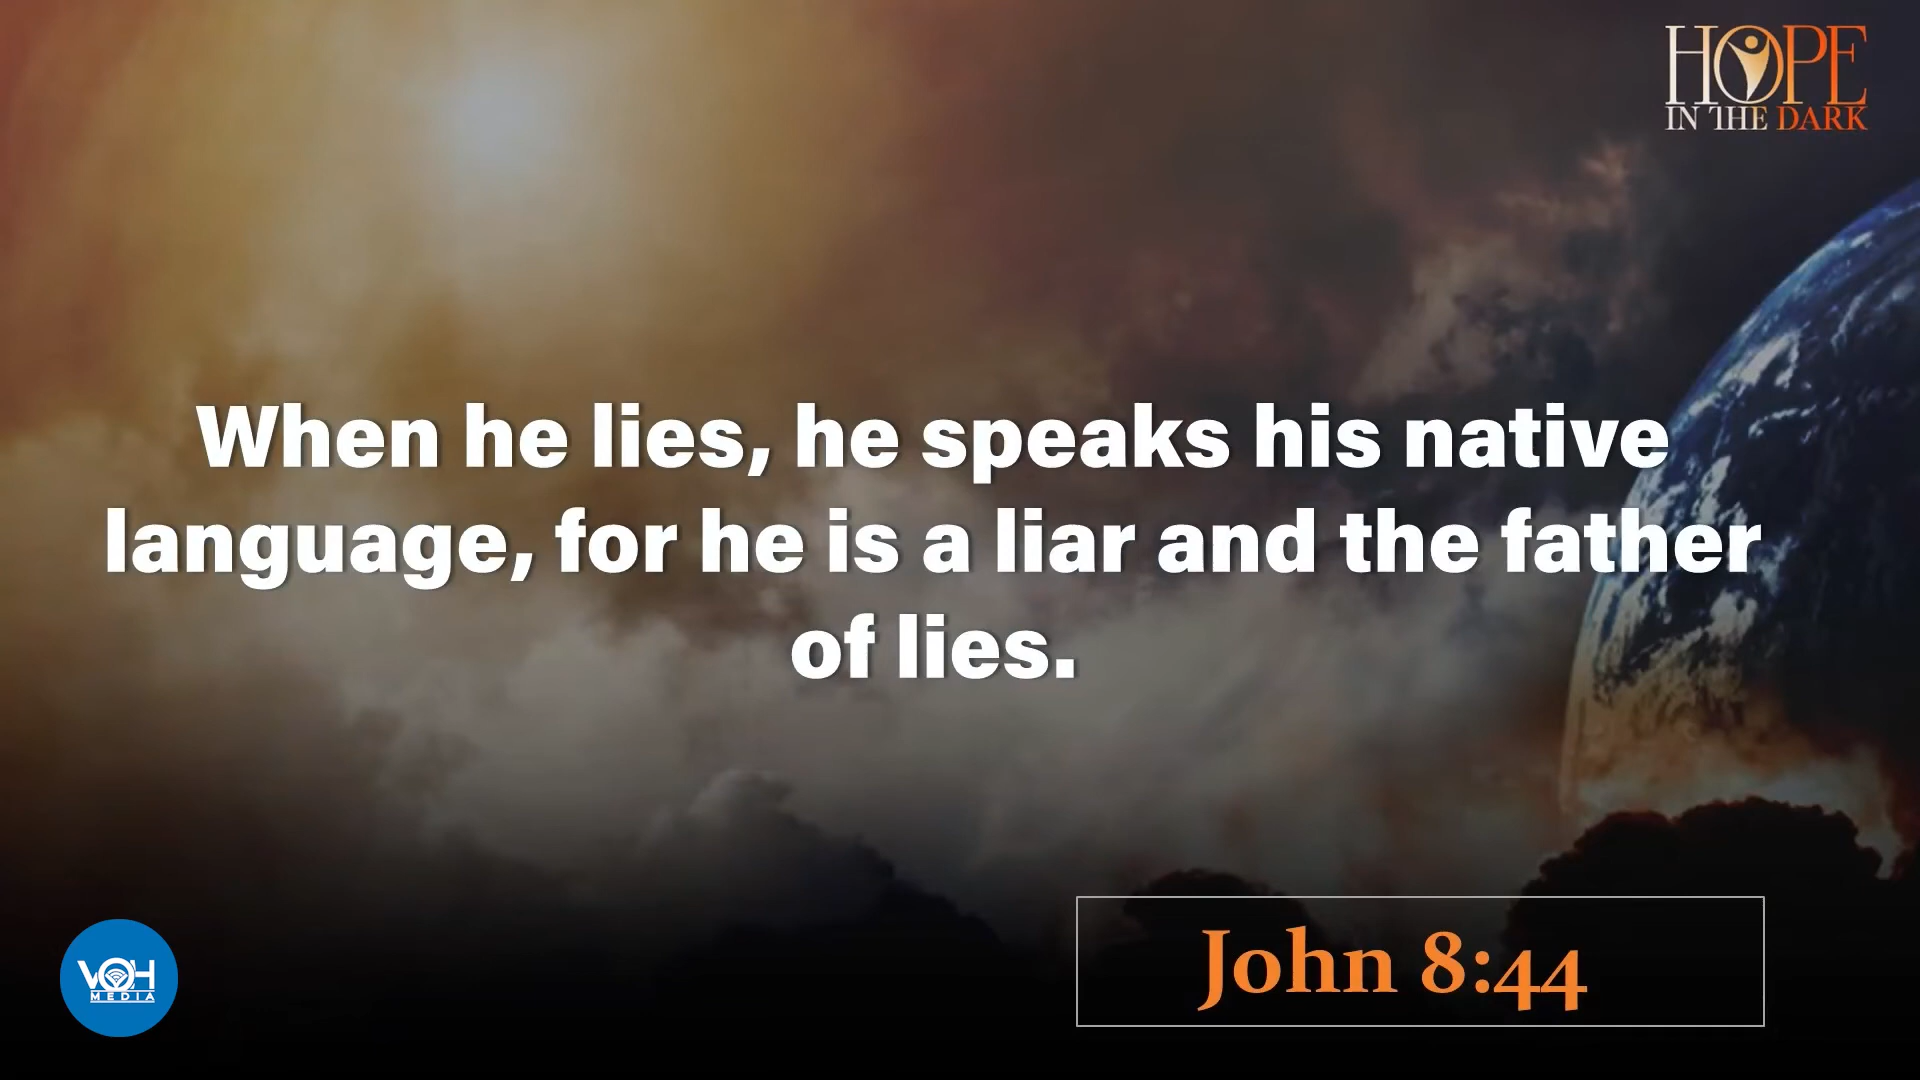 HOPE
IN THE DARK
When he lies, he speaks his native
language, for he is a liar and the father
of lies.
John 8:44
VOH
MEDIA